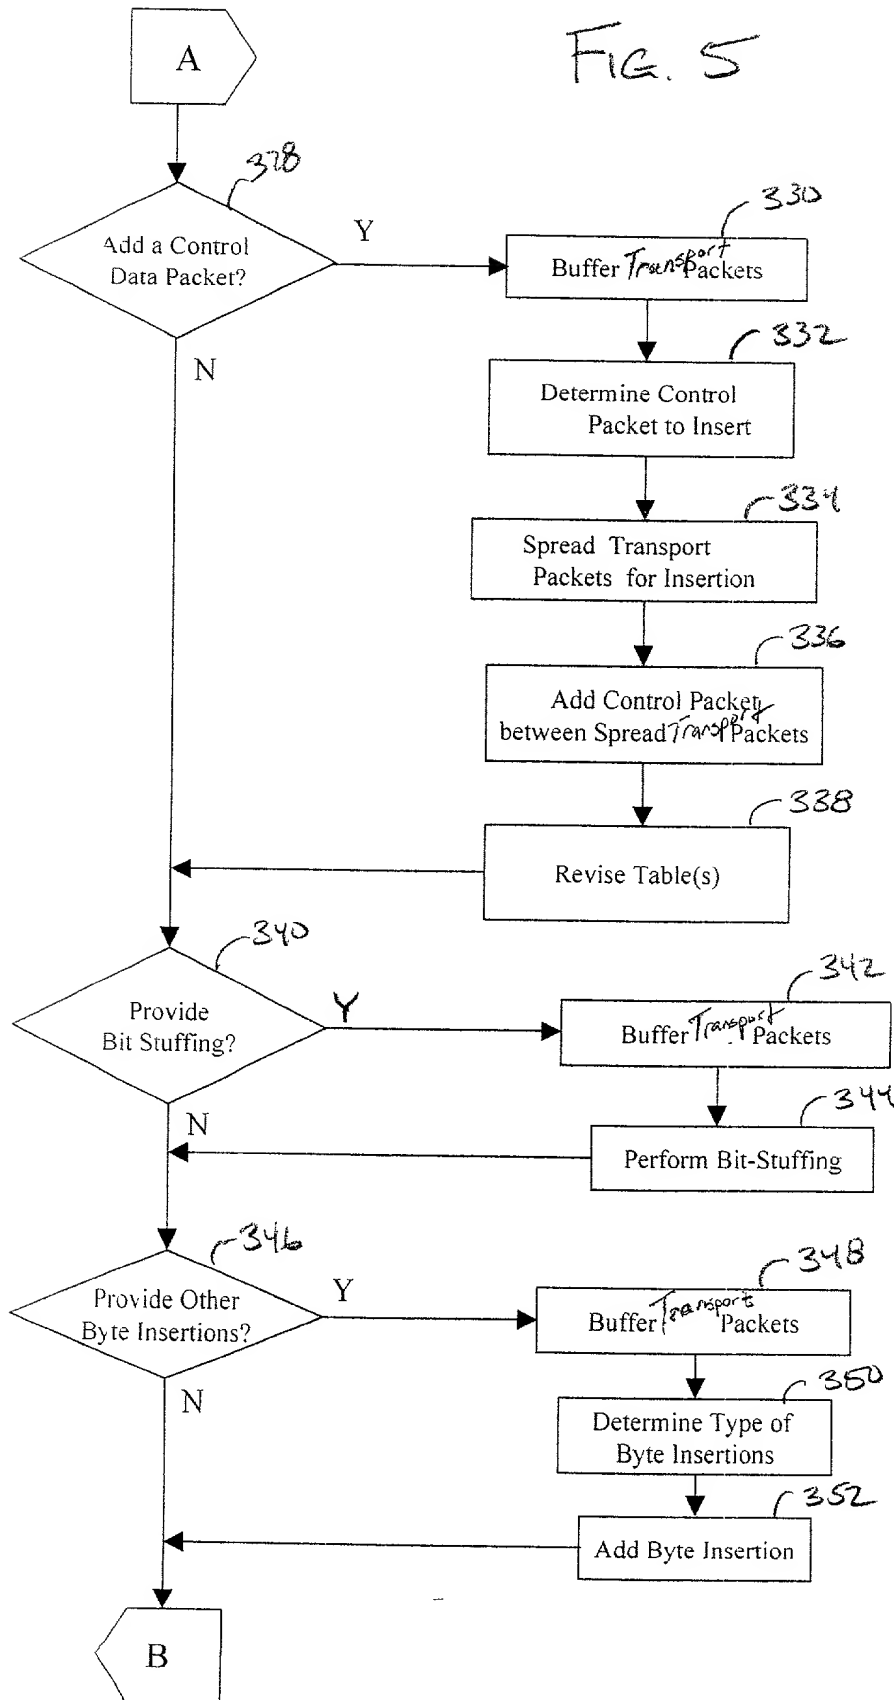 A
FIG. 5
328
Add a Control
Data Packet?
Y
N
330
Buffer Transport Packets
332
Determine Control
Packet to Insert
334
Spread Transport
Packets for Insertion
336
Add Control Packet
between Spread Transport Packets
338
Revise Table(s)
340
Provide
Bit Stuffing?
Y
N
342
Buffer Transport Packets
344
Perform Bit-Stuffing
346
Provide Other
Byte Insertions?
Y
N
348
Buffer Transport Packets
350
Determine Type of
Byte Insertions
352
Add Byte Insertion
B